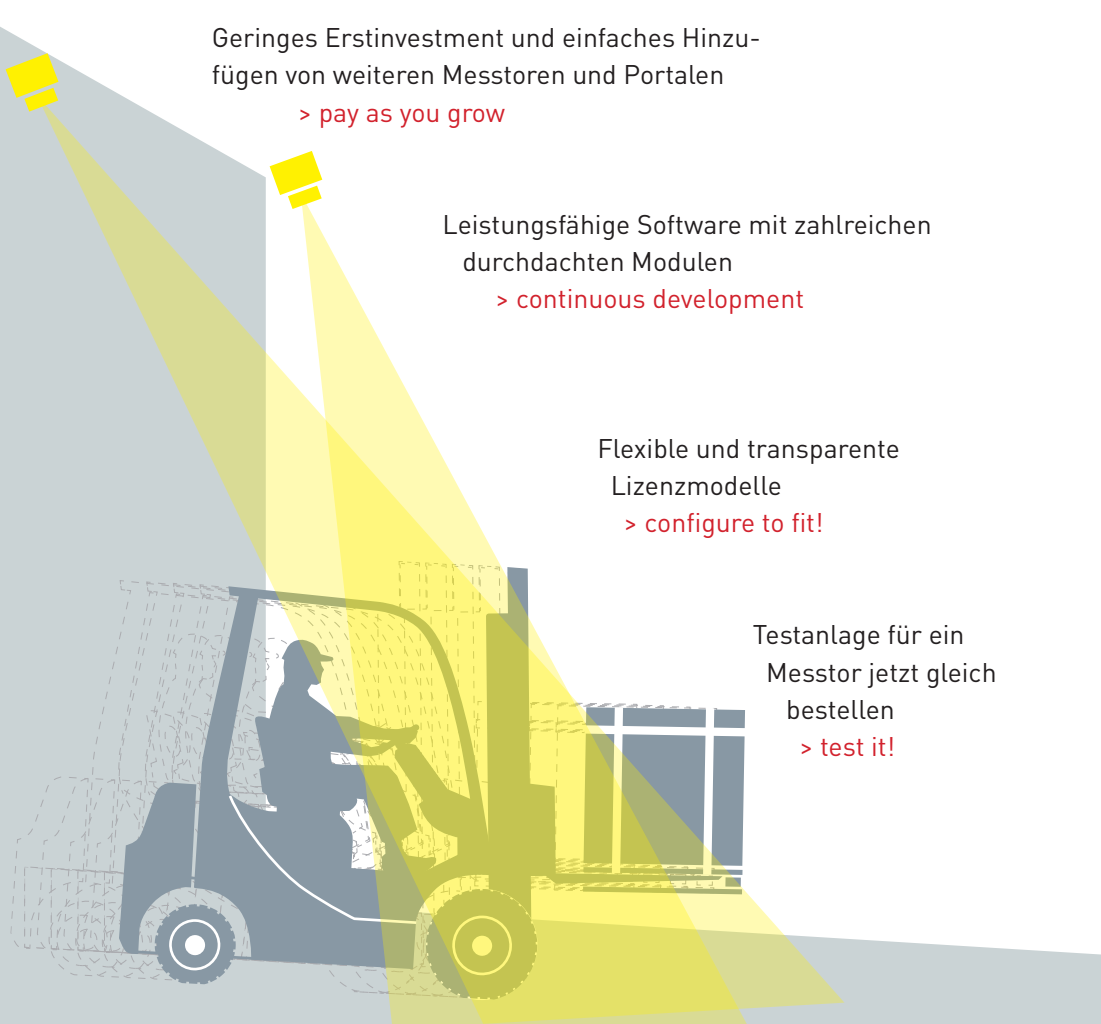 Geringes Erstinvestment und einfaches Hinzu-
fügen von weiteren Messtoren und Portalen
> pay as you grow
Leistungsfähige Software mit zahlreichen
durchdachten Modulen
> continuous development
Flexible und transparente
Lizenzmodelle
> configure to fit!
Testanlage für ein
Messtor jetzt gleich
bestellen
> test it!